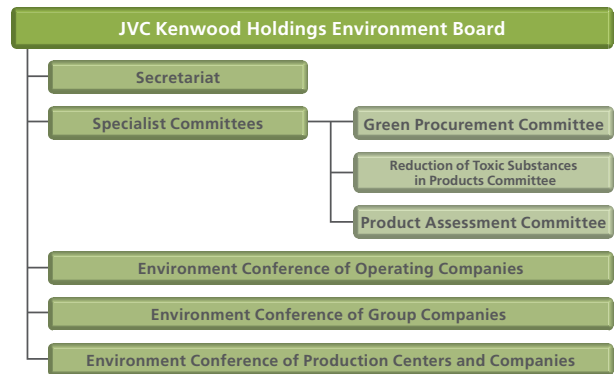 JVC Kenwood Holdings Environment Board
Secretariat
Specialist Committees
Green Procurement Committee
Reduction of Toxic Substances
in Products Committee
Product Assessment Committee
Environment Conference of Operating Companies
Environment Conference of Group Companies
Environment Conference of Production Centers and Companies